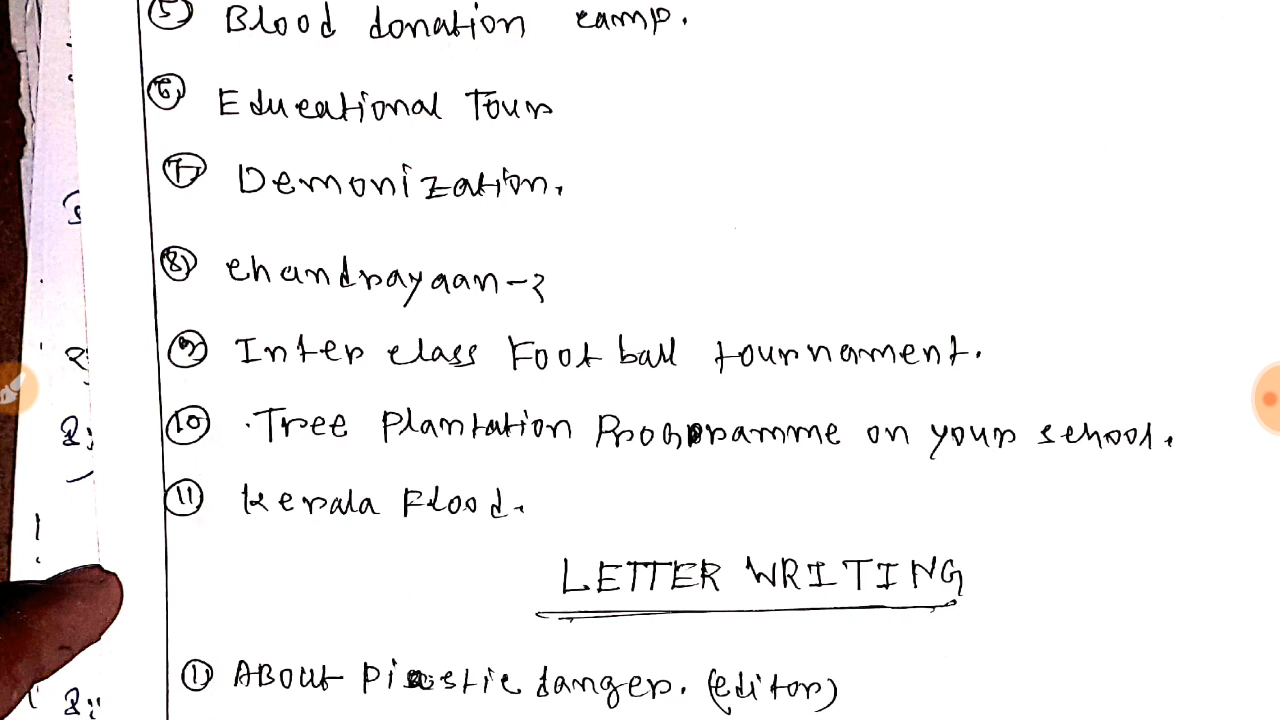 5 Blood donation camp.
6 Educational Tour
7 Demonization.
8 chandrayaan-3
9 Inter class Foot ball tournament.
10 Tree Plantation Programme on your school.
11 Kerala Flood.
LETTER WRITING
1 ABOUT Plastic danger. (editor)